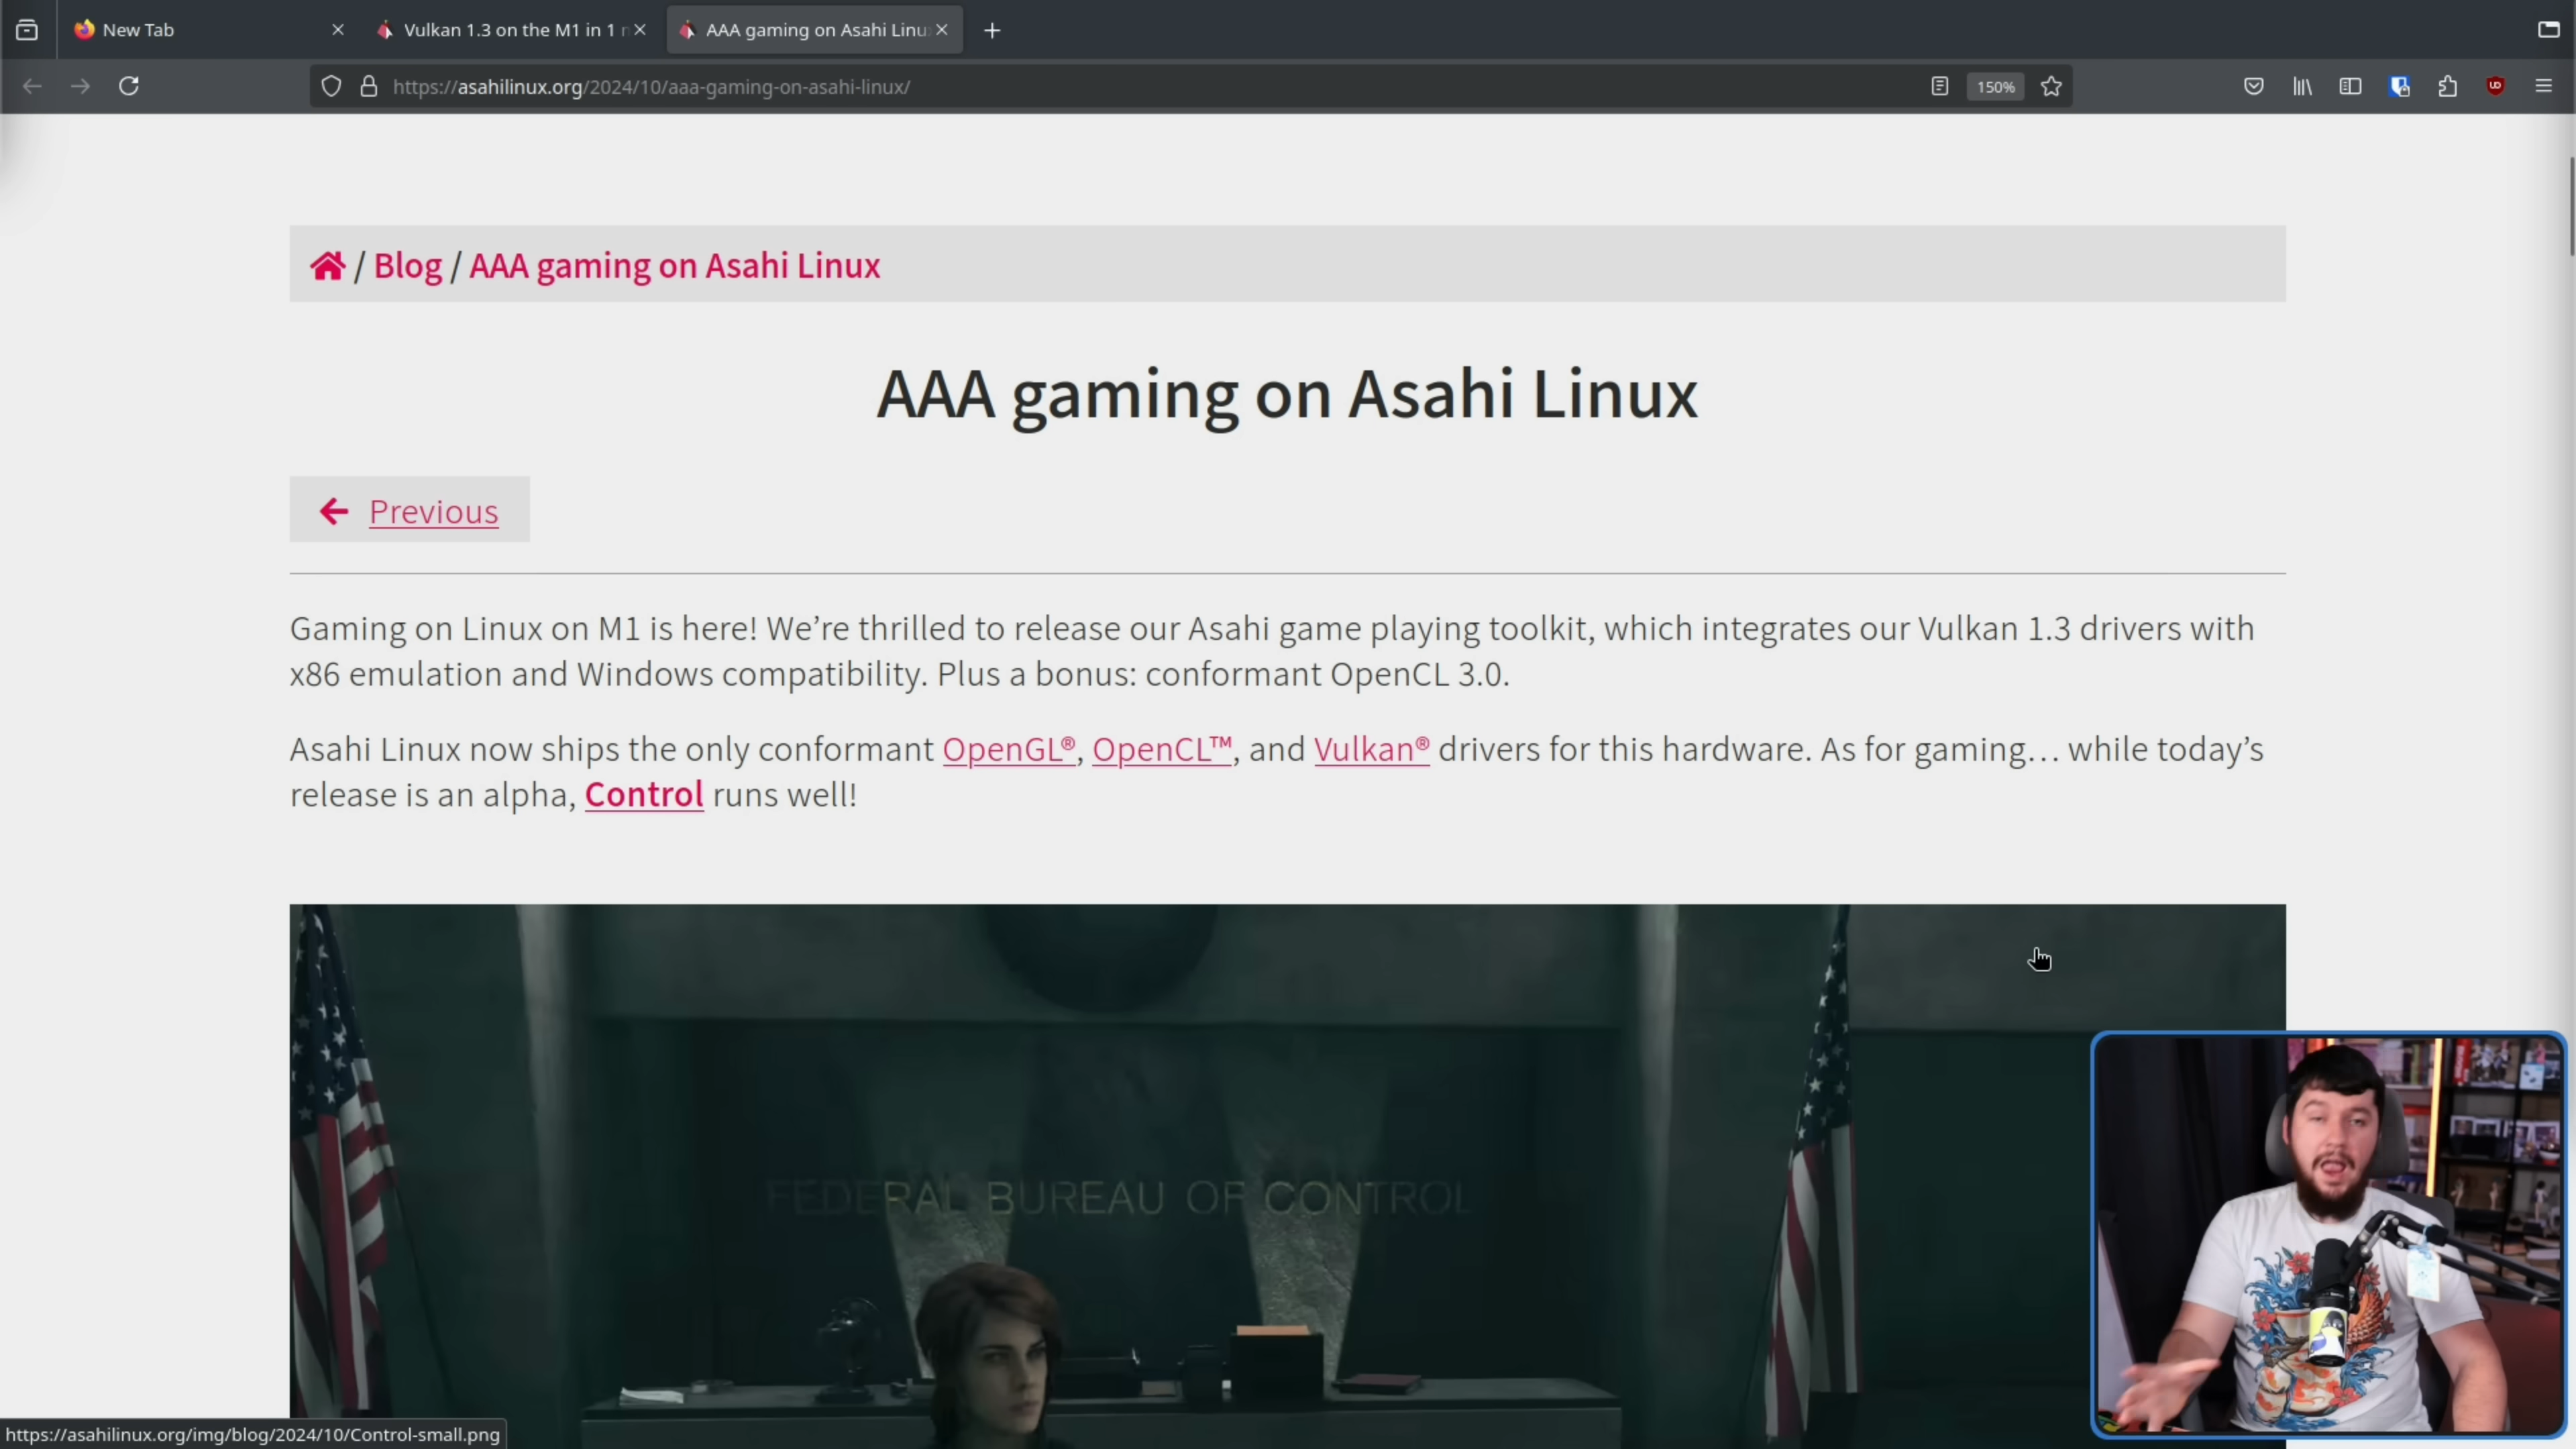 New Tab
Vulkan 1.3 on the M1 in 1
AAA gaming on Asahi Linu
https://asahilinux.org/2024/10/aaa-gaming-on-asahi-linux/
150%
/ Blog / AAA gaming on Asahi Linux
AAA gaming on Asahi Linux
Previous
Gaming on Linux on M1 is here! We’re thrilled to release our Asahi game playing toolkit, which integrates our Vulkan 1.3 drivers with
x86 emulation and Windows compatibility. Plus a bonus: conformant OpenCL 3.0.
Asahi Linux now ships the only conformant OpenGL®, OpenCL™, and Vulkan® drivers for this hardware. As for gaming… while today’s
release is an alpha, Control runs well!
FEDERAL BUREAU OF CONTROL
https://asahilinux.org/img/blog/2024/10/Control-small.png